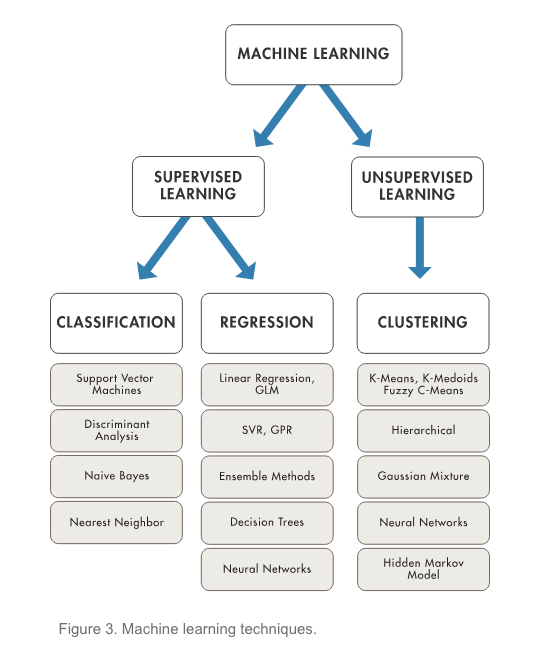 MACHINE LEARNING
SUPERVISED
LEARNING
UNSUPERVISED
LEARNING
CLASSIFICATION
REGRESSION
CLUSTERING
Support Vector
Machines
Discriminant
Analysis
Naive Bayes
Nearest Neighbor
Linear Regression,
GLM
SVR, GPR
Ensemble Methods
Decision Trees
Neural Networks
K-Means, K-Medoids
Fuzzy C-Means
Hierarchical
Gaussian Mixture
Neural Networks
Hidden Markov
Model
Figure 3. Machine learning techniques.